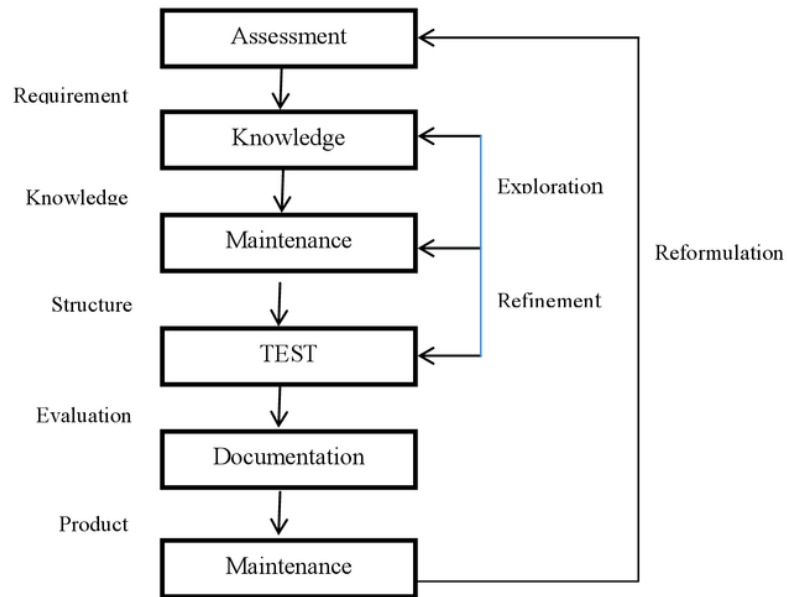 Assessment
Requirement
Knowledge
Exploration
Knowledge
Maintenance
Reformulation
Structure
Refinement
TEST
Evaluation
Documentation
Product
Maintenance